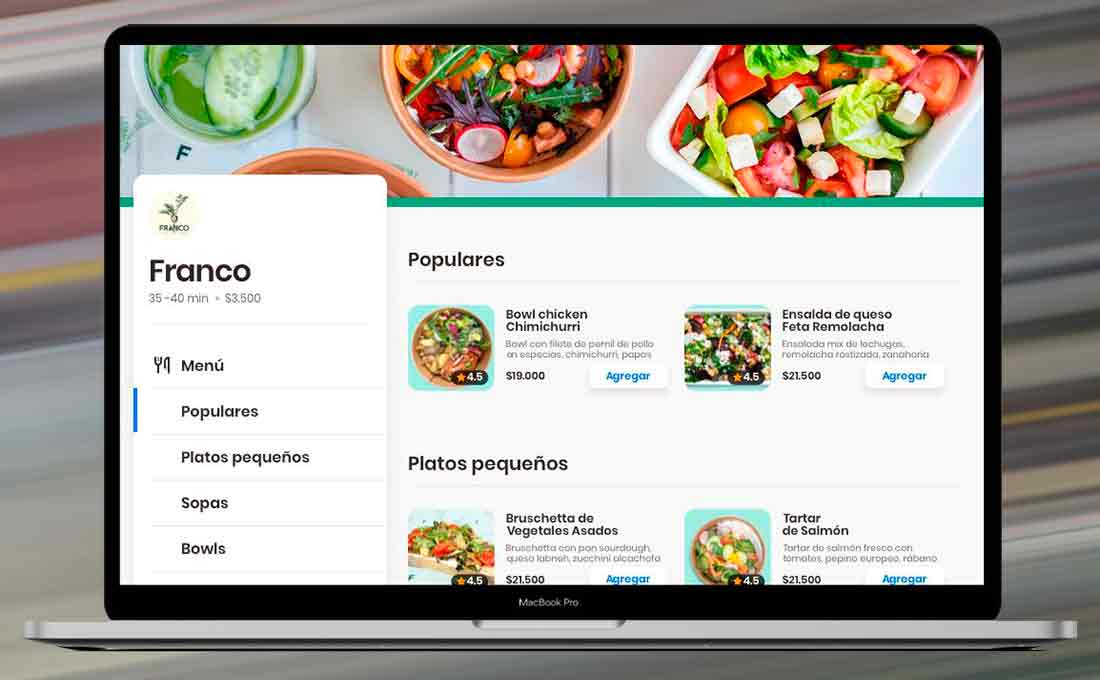 F
FRANCO
Franco
35-40 min • $3.500
Menú
Populares
Platos pequeños
Sopas
Bowls
Populares
Bowl chicken
Chimichurri
Bowl con filete de pernil de pollo
en especias, chimichurri, papas
4.5
$19.000
Agregar
Ensalda de queso
Feta Remolacha
Ensalada mix de lechugas,
remolacha rostizada, zanahoria
4.5
$21.500
Agregar
Platos pequeños
Bruschetta de
Vegetales Asados
Bruschetta con pan sourdough,
queso labneh, zucchini alcachofa
4.5
$21.500
Agregar
Tartar
de Salmón
Tartar de salmón fresco con
tomates, pepino europeo, rábano
4.5
$21.500
Agregar
MacBook Pro